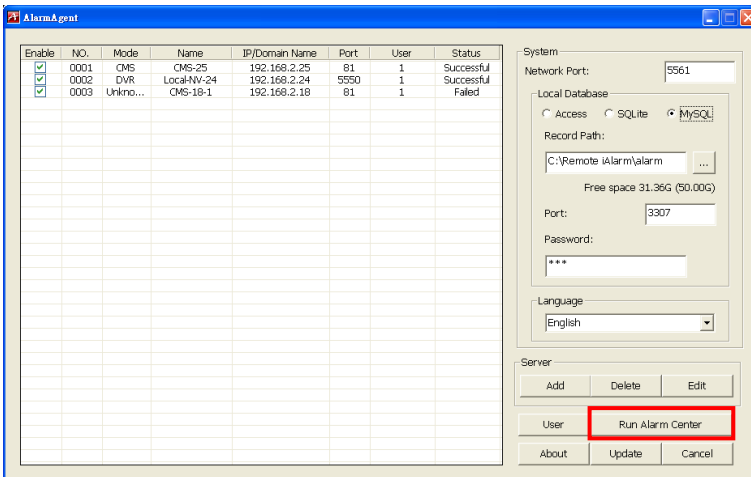 AlarmAgent
Enable NO. Mode Name IP/Domain Name Port User Status
0001 CMS CMS-25 192.168.2.25 81 1 Successful
0002 DVR Local-NV-24 192.168.2.24 5550 1 Successful
0003 Unkno... CMS-18-1 192.168.2.18 81 1 Failed
System
Network Port: 5561
Local Database
Access SQLite MySQL
Record Path:
C:\Remote iAlarm\alarm ...
Free space 31.36G (50.00G)
Port: 3307
Password:
***
Language
English
Server
Add Delete Edit
User Run Alarm Center
About Update Cancel